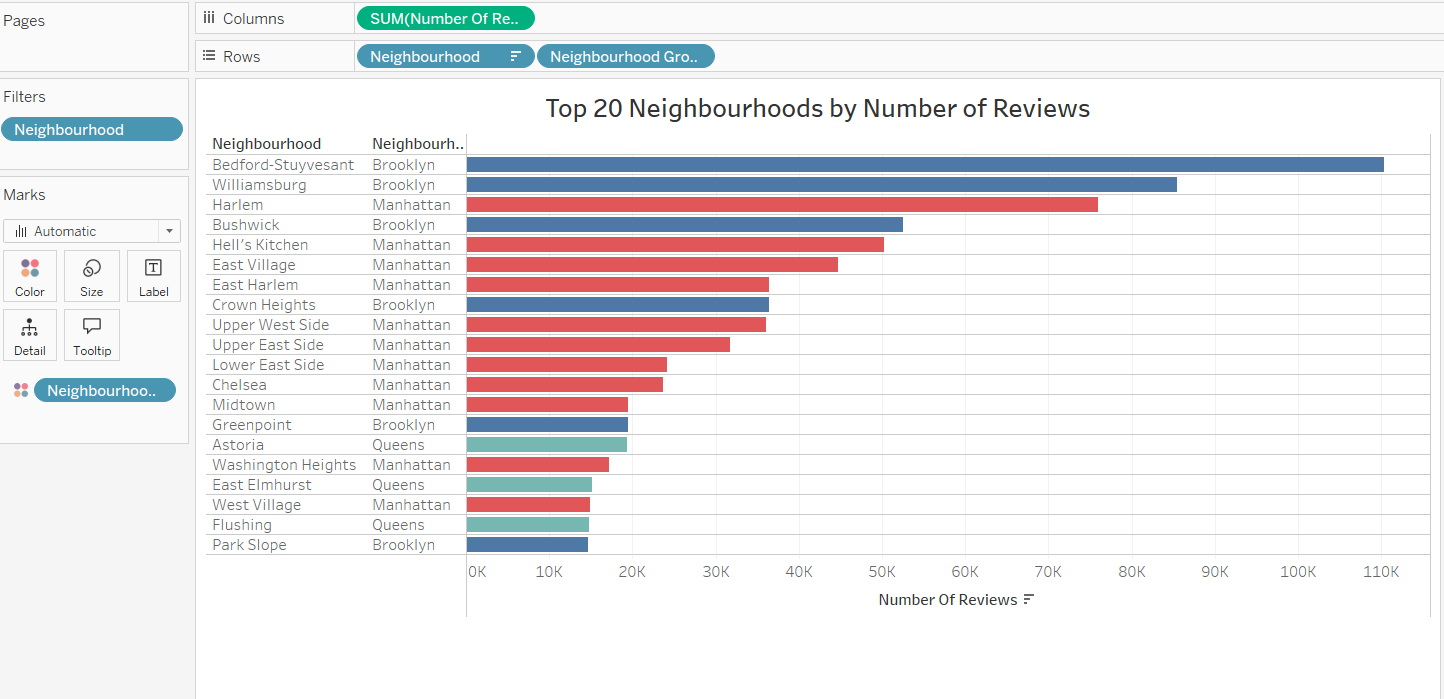 Pages
Columns SUM(Number Of Re..
Rows Neighbourhood Neighbourhood Gro..
Filters
Neighbourhood
Marks
Automatic
Color Size Label
Detail Tooltip
Neighbourhoo..
Top 20 Neighbourhoods by Number of Reviews
Neighbourhood Neighbourh..
Bedford-Stuyvesant Brooklyn
Williamsburg Brooklyn
Harlem Manhattan
Bushwick Brooklyn
Hell's Kitchen Manhattan
East Village Manhattan
East Harlem Manhattan
Crown Heights Brooklyn
Upper West Side Manhattan
Upper East Side Manhattan
Lower East Side Manhattan
Chelsea Manhattan
Midtown Manhattan
Greenpoint Brooklyn
Astoria Queens
Washington Heights Manhattan
East Elmhurst Queens
West Village Manhattan
Flushing Queens
Park Slope Brooklyn
0K 10K 20K 30K 40K 50K 60K 70K 80K 90K 100K 110K
Number Of Reviews